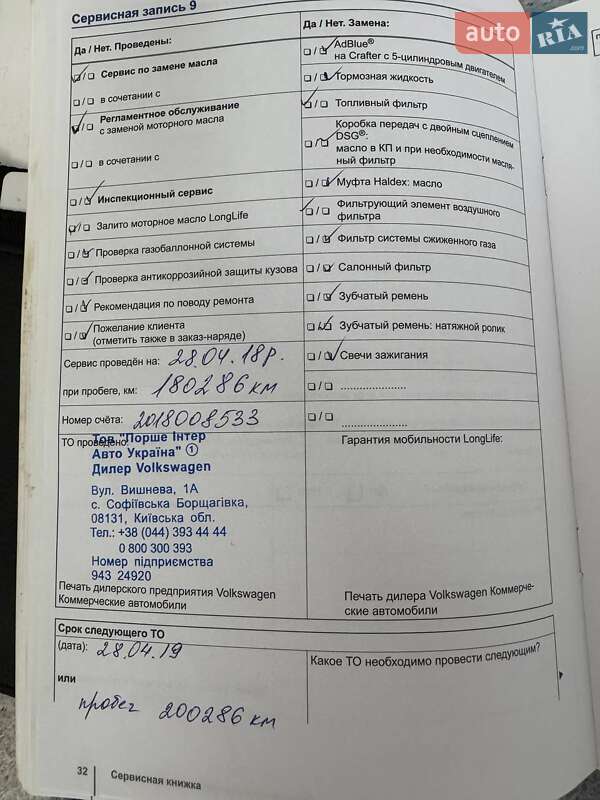 Сервисная запись 9
auto RIA .com
Да / Нет. Проведены:
Да / Нет. Замена:
Сервис по замене масла
в сочетании с
Регламентное обслуживание
с заменой моторного масла
в сочетании с
Инспекционный сервис
Залито моторное масло LongLife
Проверка газобаллонной системы
Проверка антикоррозийной защиты кузова
Рекомендация по поводу ремонта
Пожелание клиента
(отметить также в заказ-наряде)
AdBlue®
на Crafter с 5-цилиндровым двигателем
Тормозная жидкость
Топливный фильтр
Коробка передач с двойным сцеплением
DSG®:
масло в КП и при необходимости масля-
ный фильтр
Муфта Haldex: масло
Фильтрующий элемент воздушного
фильтра
Фильтр системы сжиженного газа
Салонный фильтр
Зубчатый ремень
Зубчатый ремень: натяжной ролик
Свечи зажигания
....................
....................
Сервис проведён на: 28.04.18р.
при пробеге, км: 180286 км
Номер счёта: 2018008533
ТО проведено:
Тов "Порше Інтер
Авто Україна" ①
Дилер Volkswagen
Вул. Вишнева, 1А
с. Софіївська Борщагівка,
08131, Київська обл.
Тел.: +38 (044) 393 44 44
0 800 300 393
Номер підприємства
943 24920
Печать дилерского предприятия Volkswagen
Коммерческие автомобили
Гарантия мобильности LongLife:
Печать дилера Volkswagen Коммерче-
ские автомобили
Срок следующего ТО
(дата): 28.04.19
или
пробег 200286 км
Какое ТО необходимо провести следующим?
32
Сервисная книжка